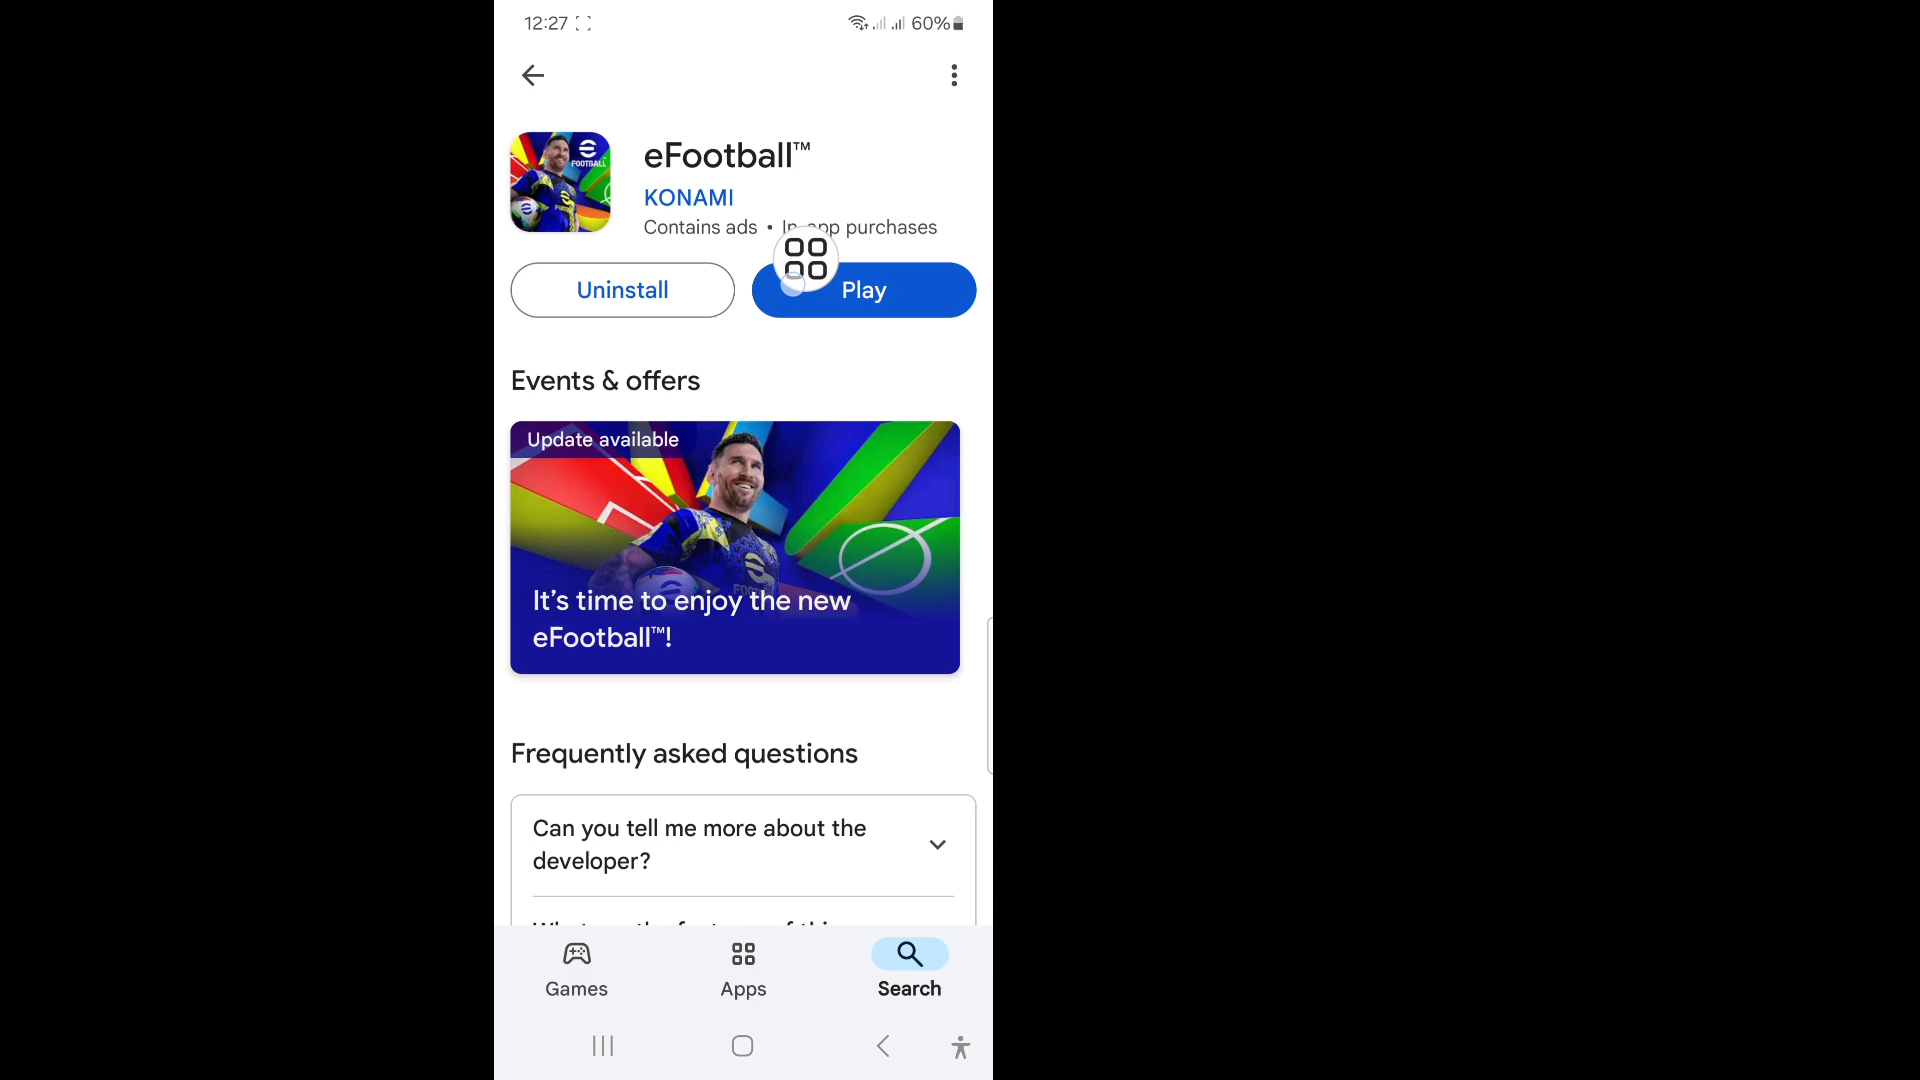 12:27
60%
eFootball™
FOOTBALL
KONAMI
Contains ads • In-app purchases
Uninstall
Play
Events & offers
Update available
It’s time to enjoy the new
eFootball™!
Frequently asked questions
Can you tell me more about the
developer?
Games
Apps
Search